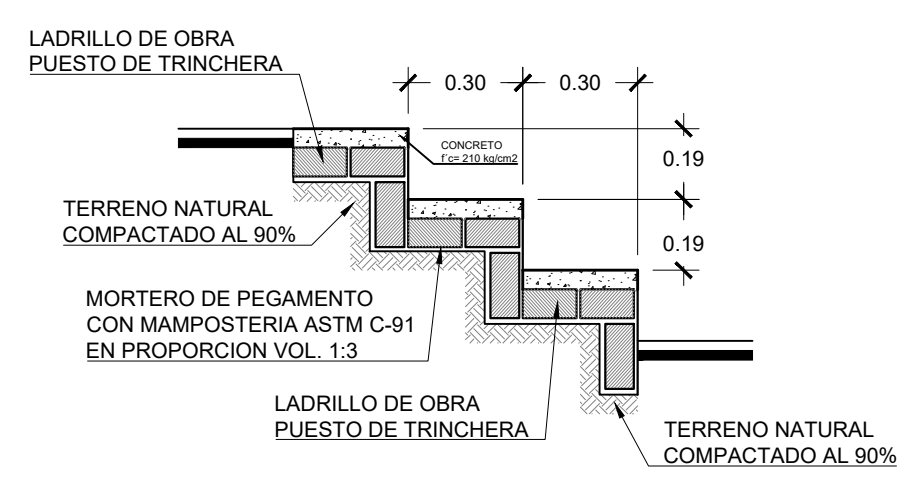 LADRILLO DE OBRA
PUESTO DE TRINCHERA
0.30
0.30
CONCRETO
f´c= 210 kg/cm2
0.19
0.19
TERRENO NATURAL
COMPACTADO AL 90%
MORTERO DE PEGAMENTO
CON MAMPOSTERIA ASTM C-91
EN PROPORCION VOL. 1:3
LADRILLO DE OBRA
PUESTO DE TRINCHERA
TERRENO NATURAL
COMPACTADO AL 90%